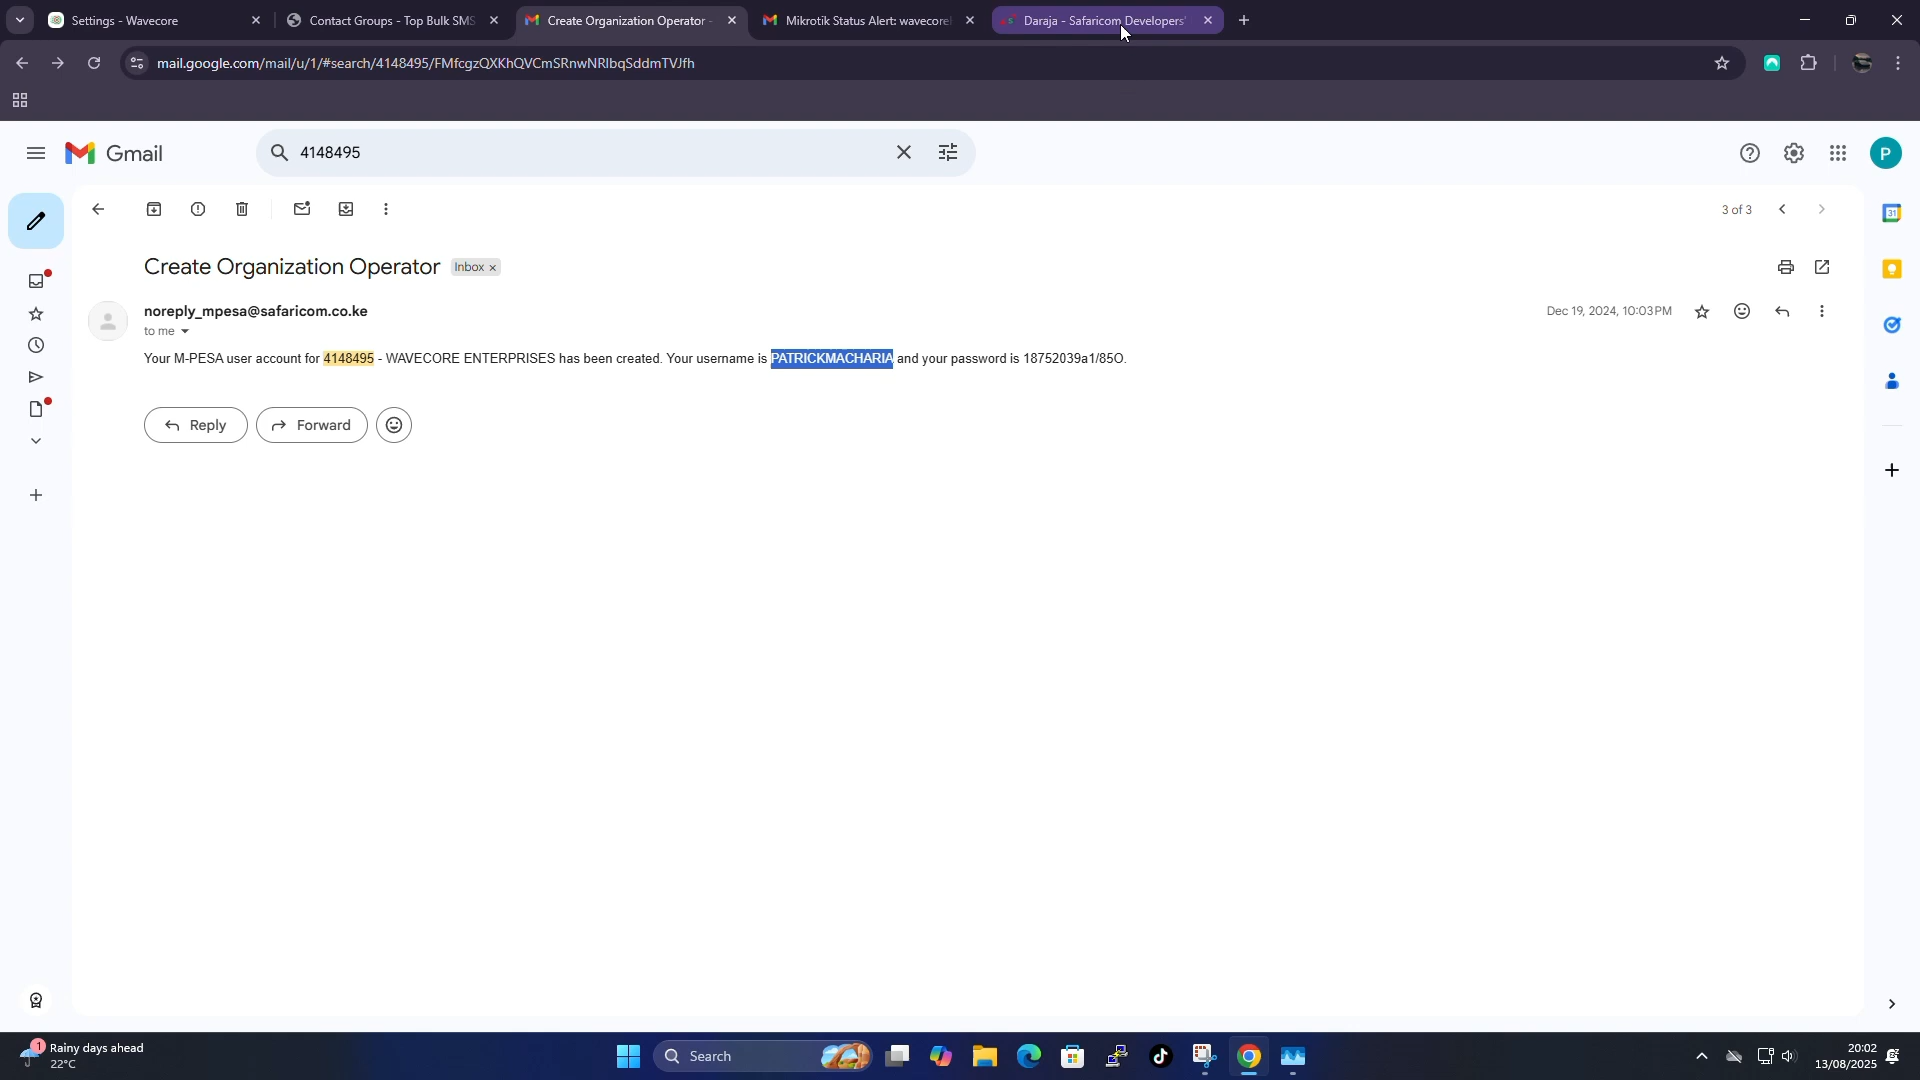 Settings - Wavecore
Contact Groups - Top Bulk SMS
Create Organization Operator -
Mikrotik Status Alert: wavecore
Daraja - Safaricom Developers'
mail.google.com/mail/u/1/#search/4148495/FMfcgzQXKhQVCmSRnwNRlbqSddmTVJfh
Gmail
4148495
P
3 of 3
31
Create Organization Operator
Inbox
noreply_mpesa@safaricom.co.ke
Dec 19, 2024, 10:03 PM
to me
Your M-PESA user account for 4148495 - WAVECORE ENTERPRISES has been created. Your username is PATRICKMACHARIA and your password is 18752039a1/85O.
Reply
Forward
1
Rainy days ahead
22°C
Search
20:02
13/08/2025